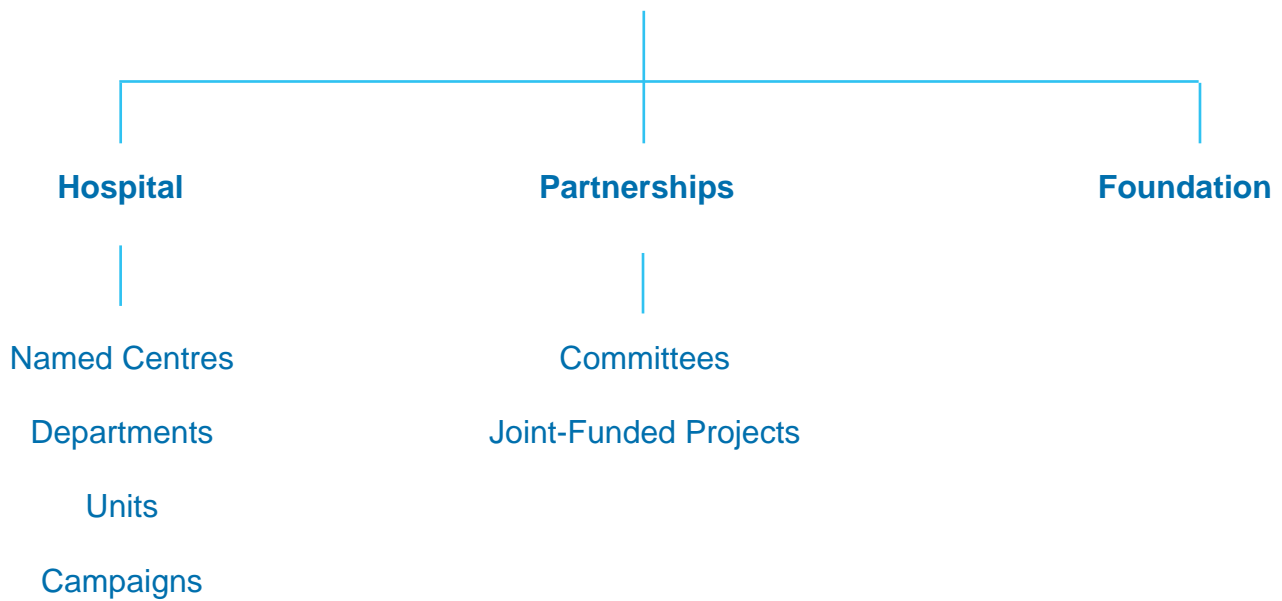 Hospital
Partnerships
Foundation
Named Centres
Committees
Departments
Joint-Funded Projects
Units
Campaigns